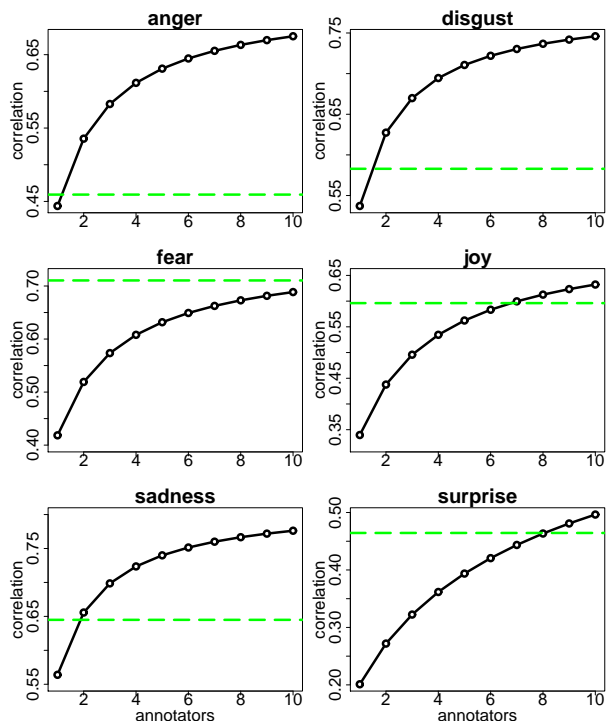 anger
correlation
0.65
0.55
0.45
2 4 6 8 10
disgust
correlation
0.75
0.65
0.55
2 4 6 8 10
fear
correlation
0.70
0.60
0.50
0.40
2 4 6 8 10
joy
correlation
0.65
0.55
0.45
0.35
2 4 6 8 10
sadness
correlation
0.75
0.65
0.55
2 4 6 8 10
annotators
surprise
correlation
0.50
0.40
0.30
0.20
2 4 6 8 10
annotators